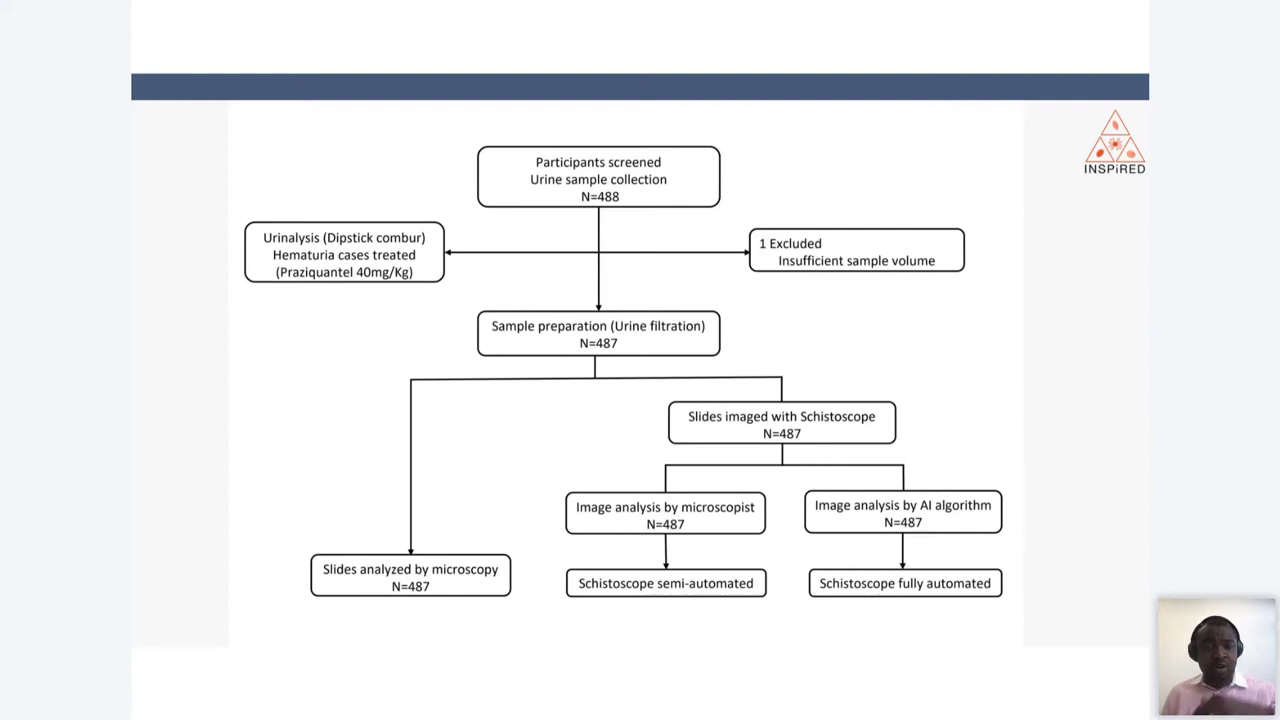 INSPiRED
Participants screened
Urine sample collection
N=488
Urinalysis (Dipstick combur)
Hematuria cases treated
(Praziquantel 40mg/Kg)
1 Excluded
Insufficient sample volume
Sample preparation (Urine filtration)
N=487
Slides imaged with Schistoscope
N=487
Image analysis by microscopist
N=487
Image analysis by AI algorithm
N=487
Slides analyzed by microscopy
N=487
Schistoscope semi-automated
Schistoscope fully automated